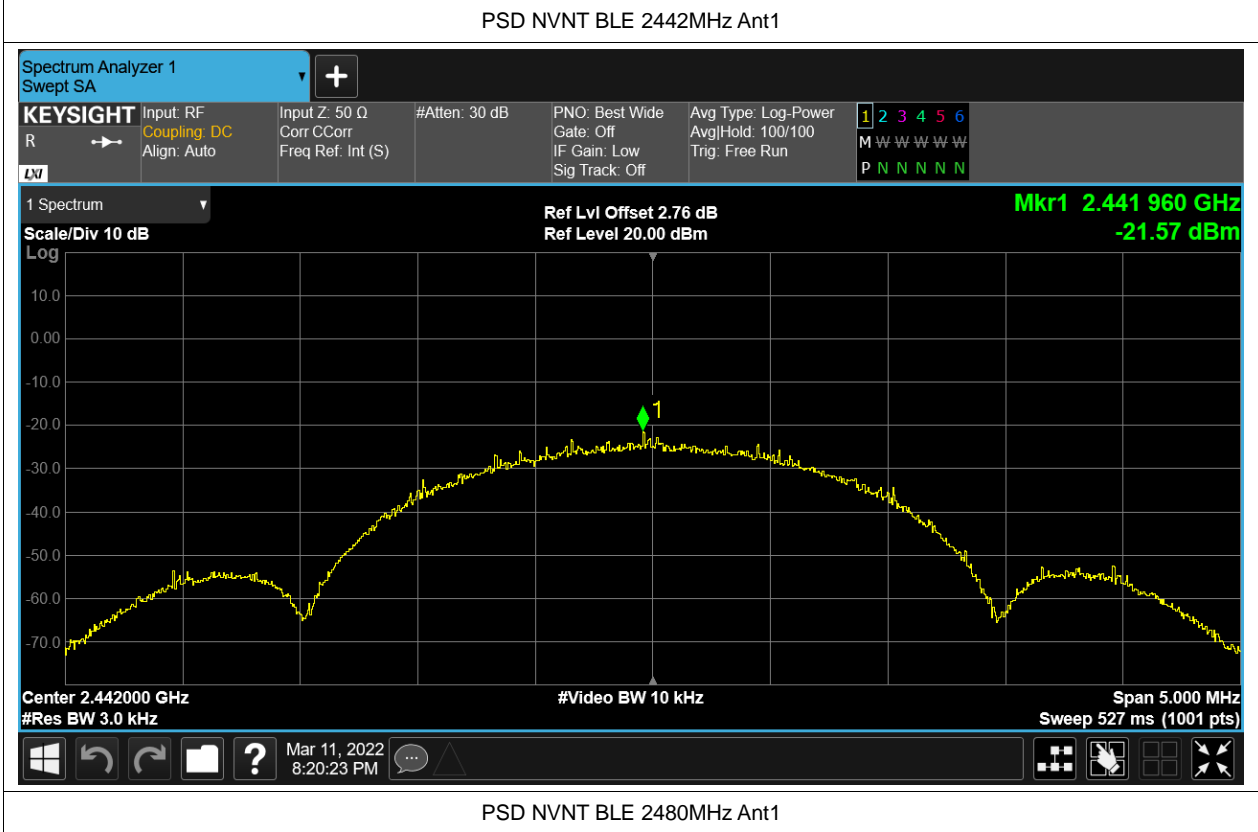 PSD NVNT BLE 2442MHz Ant1
Spectrum Analyzer 1
Swept SA
KEYSIGHT
R
LXI
Input: RF
Coupling: DC
Align: Auto
Input Z: 50 Ω
Corr CCorr
Freq Ref: Int (S)
#Atten: 30 dB
PNO: Best Wide
Gate: Off
IF Gain: Low
Sig Track: Off
Avg Type: Log-Power
Avg|Hold: 100/100
Trig: Free Run
1 2 3 4 5 6
M W W W W W
P N N N N N
1 Spectrum
Scale/Div 10 dB
Ref Lvl Offset 2.76 dB
Ref Level 20.00 dBm
Mkr1 2.441 960 GHz
-21.57 dBm
Log
10.0
0.00
-10.0
-20.0
-30.0
-40.0
-50.0
-60.0
-70.0
1
Center 2.442000 GHz
#Res BW 3.0 kHz
#Video BW 10 kHz
Span 5.000 MHz
Sweep 527 ms (1001 pts)
?
Mar 11, 2022
8:20:23 PM
PSD NVNT BLE 2480MHz Ant1